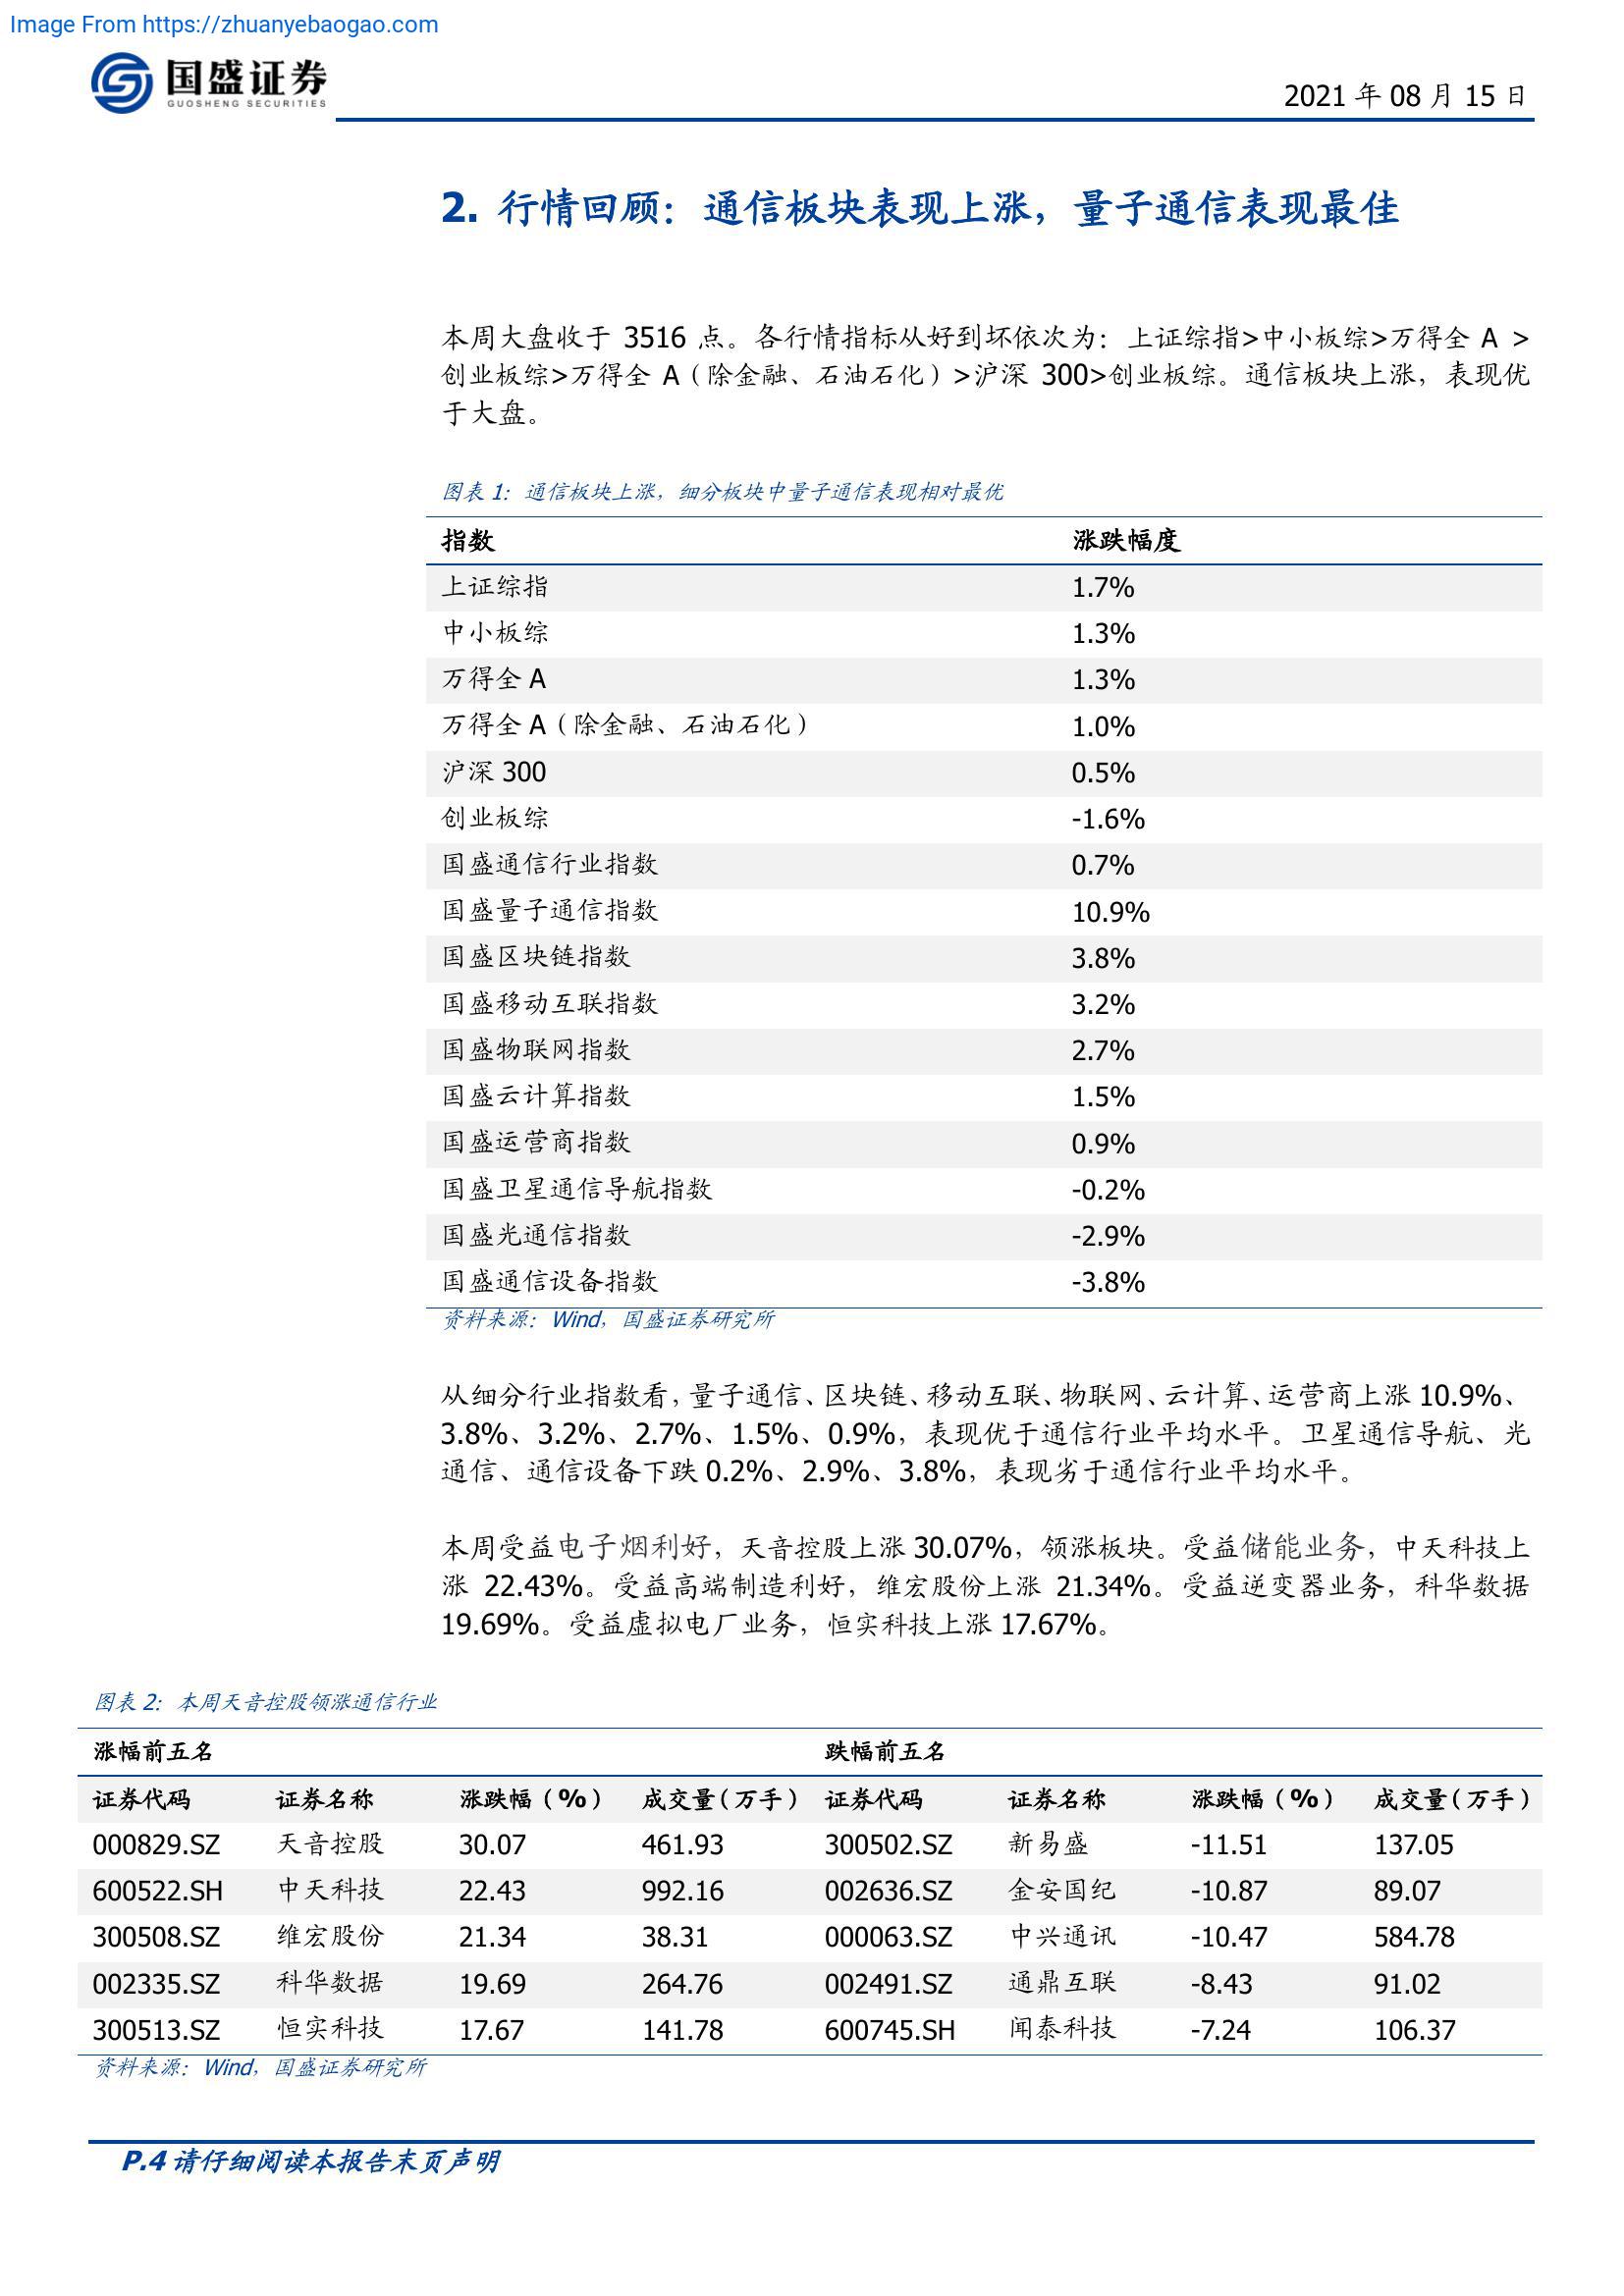 Image From https://zhuanyebaogao.com
国盛证券
GUOSHENG SECURITIES
2021 年 08 月 15 日
2. 行情回顾：通信板块表现上涨，量子通信表现最佳
本周大盘收于 3516 点。各行情指标从好到坏依次为：上证综指>中小板综>万得全 A >
创业板综>万得全 A（除金融、石油石化）>沪深 300>创业板综。通信板块上涨，表现优
于大盘。
图表 1：通信板块上涨，细分板块中量子通信表现相对最优
指数 涨跌幅度
上证综指 1.7%
中小板综 1.3%
万得全 A 1.3%
万得全 A（除金融、石油石化） 1.0%
沪深 300 0.5%
创业板综 -1.6%
国盛通信行业指数 0.7%
国盛量子通信指数 10.9%
国盛区块链指数 3.8%
国盛移动互联指数 3.2%
国盛物联网指数 2.7%
国盛云计算指数 1.5%
国盛运营商指数 0.9%
国盛卫星通信导航指数 -0.2%
国盛光通信指数 -2.9%
国盛通信设备指数 -3.8%
资料来源：Wind，国盛证券研究所
从细分行业指数看，量子通信、区块链、移动互联、物联网、云计算、运营商上涨 10.9%、
3.8%、3.2%、2.7%、1.5%、0.9%，表现优于通信行业平均水平。卫星通信导航、光
通信、通信设备下跌 0.2%、2.9%、3.8%，表现劣于通信行业平均水平。
本周受益电子烟利好，天音控股上涨 30.07%，领涨板块。受益储能业务，中天科技上
涨 22.43%。受益高端制造利好，维宏股份上涨 21.34%。受益逆变器业务，科华数据
19.69%。受益虚拟电厂业务，恒实科技上涨 17.67%。
图表 2：本周天音控股领涨通信行业
涨幅前五名 跌幅前五名
证券代码 证券名称 涨跌幅（%） 成交量（万手） 证券代码 证券名称 涨跌幅（%） 成交量（万手）
000829.SZ 天音控股 30.07 461.93 300502.SZ 新易盛 -11.51 137.05
600522.SH 中天科技 22.43 992.16 002636.SZ 金安国纪 -10.87 89.07
300508.SZ 维宏股份 21.34 38.31 000063.SZ 中兴通讯 -10.47 584.78
002335.SZ 科华数据 19.69 264.76 002491.SZ 通鼎互联 -8.43 91.02
300513.SZ 恒实科技 17.67 141.78 600745.SH 闻泰科技 -7.24 106.37
资料来源：Wind，国盛证券研究所
P.4 请仔细阅读本报告末页声明